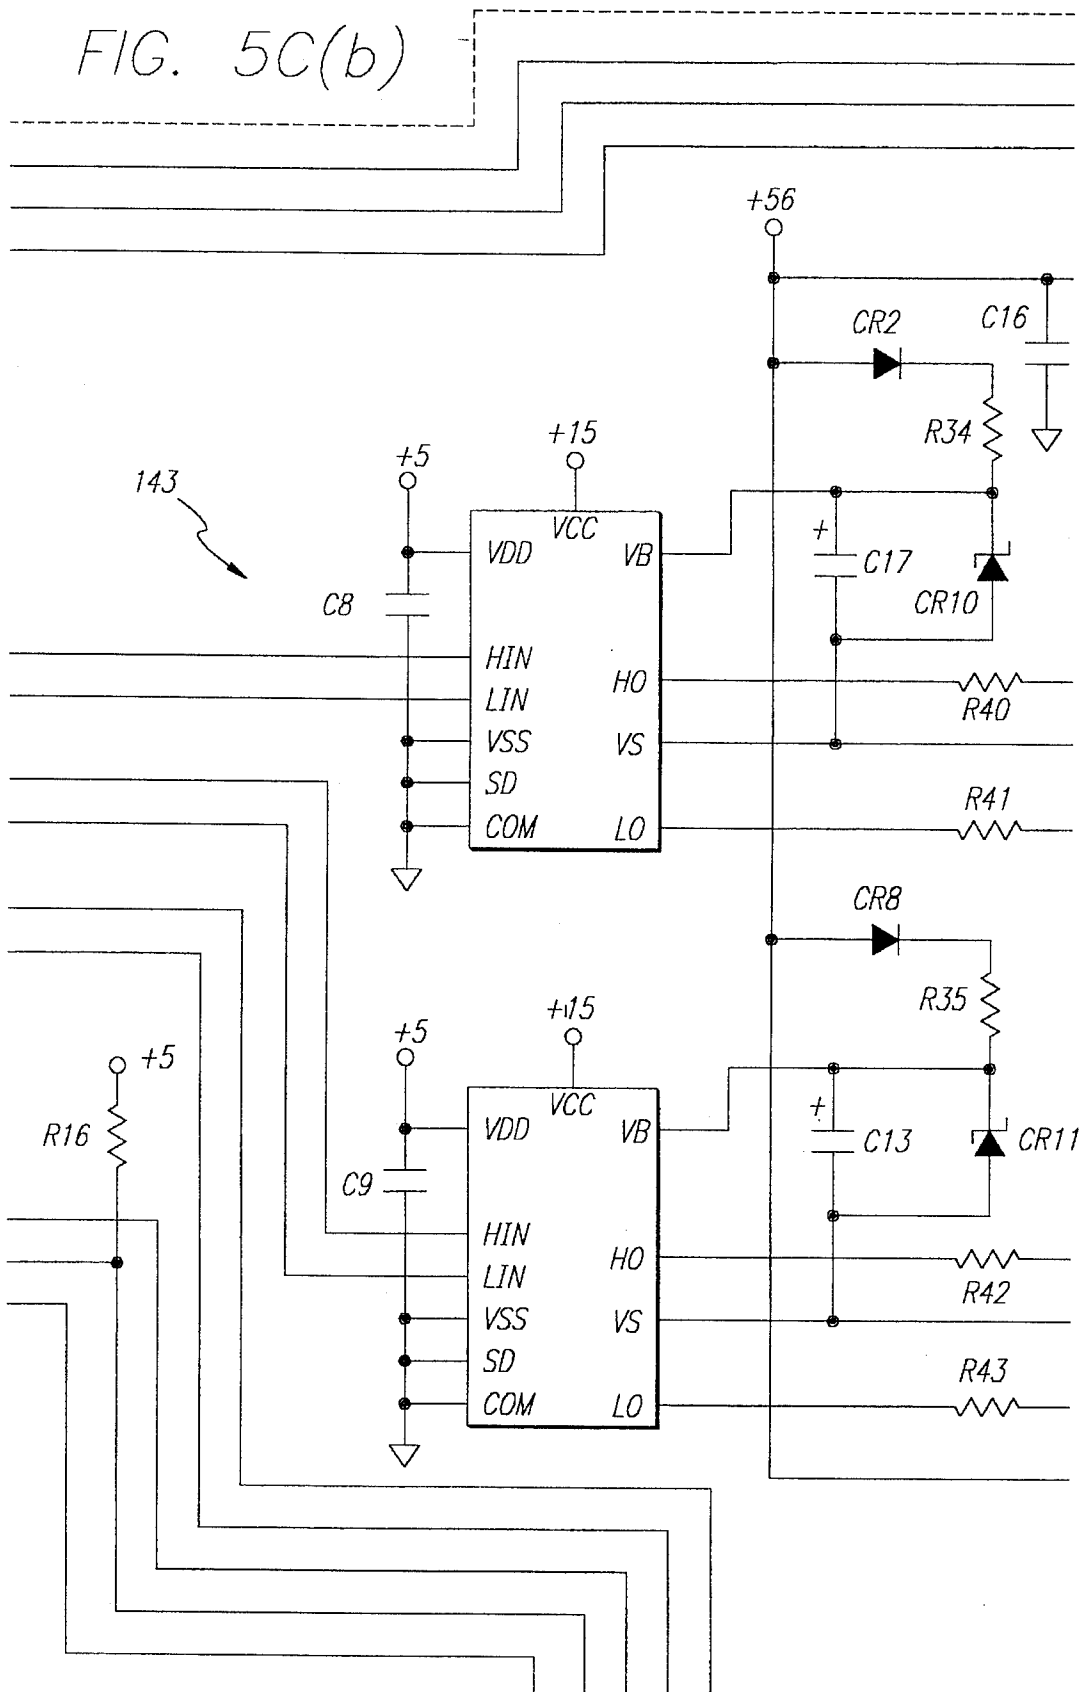 FIG. 5C(b)
+56
CR2
C16
R34
+15
+5
143
VCC
VDD
VB
+
C17
C8
CR10
HIN
HO
LIN
R40
VSS
VS
SD
R41
COM
LO
CR8
R35
+15
+5
+5
VCC
R16
VDD
VB
+
C13
CR11
C9
HIN
HO
LIN
R42
VSS
VS
SD
R43
COM
LO